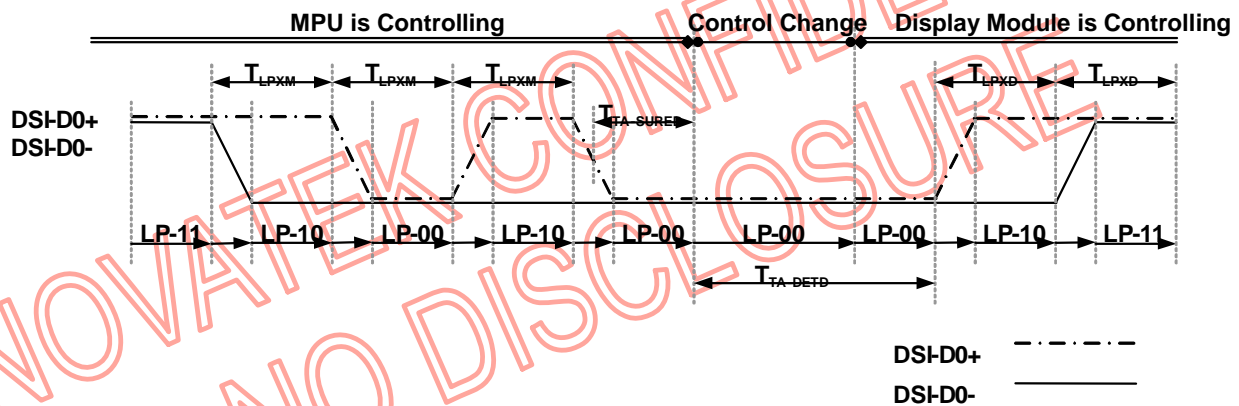 MPU is Controlling Control Change Display Module is Controlling
TLPXM TLPXM TLPXM TLPXD TLPXD
DSI-D0+
DSI-D0-
TTA-SURED
LP-11 LP-10 LP-00 LP-10 LP-00 LP-00 LP-00 LP-10 LP-11
TTA-DETD
DSI-D0+
DSI-D0-
NOVATEK CONFIDE
NO DISCLOSURE